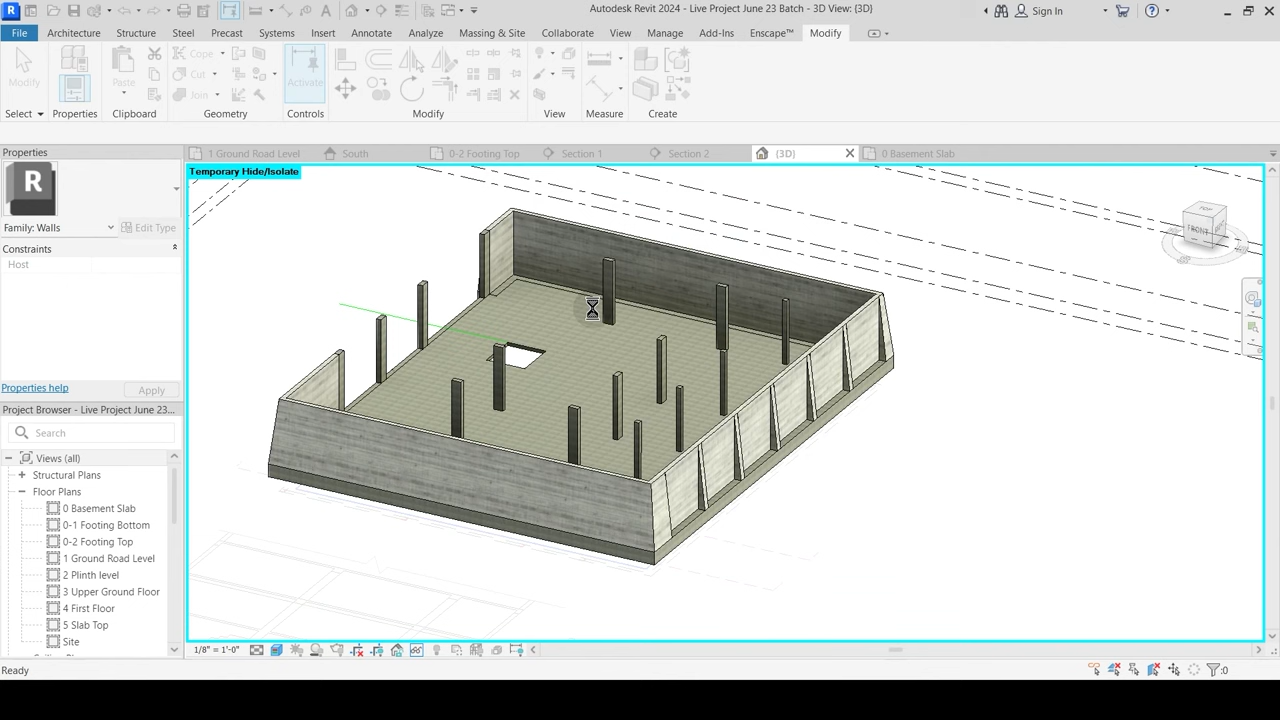 Autodesk Revit 2024 - Live Project June 23 Batch - 3D View: {3D}
Sign In
File Architecture Structure Steel Precast Systems Insert Annotate Analyze Massing & Site Collaborate View Manage Add-Ins Enscape™ Modify
Modify Paste Cope Cut Join Activate
Select Properties Clipboard Geometry Controls Modify View Measure Create
1 Ground Road Level South 0-2 Footing Top Section 1 Section 2 {3D} 0 Basement Slab
Properties
Temporary Hide/Isolate
R
TOP
FRONT
Family: Walls Edit Type
Constraints
Host
Properties help Apply
Project Browser - Live Project June 23...
Search
Views (all)
Structural Plans
Floor Plans
0 Basement Slab
0-1 Footing Bottom
0-2 Footing Top
1 Ground Road Level
2 Plinth level
3 Upper Ground Floor
4 First Floor
5 Slab Top
Site
1/8" = 1'-0"
Ready
:0